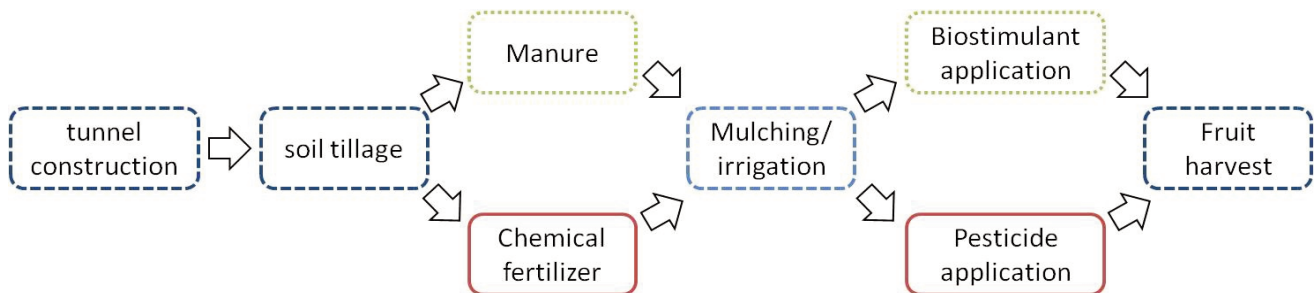 tunnel
construction
soil tillage
Manure
Chemical
fertilizer
Mulching/
irrigation
Biostimulant
application
Pesticide
application
Fruit
harvest